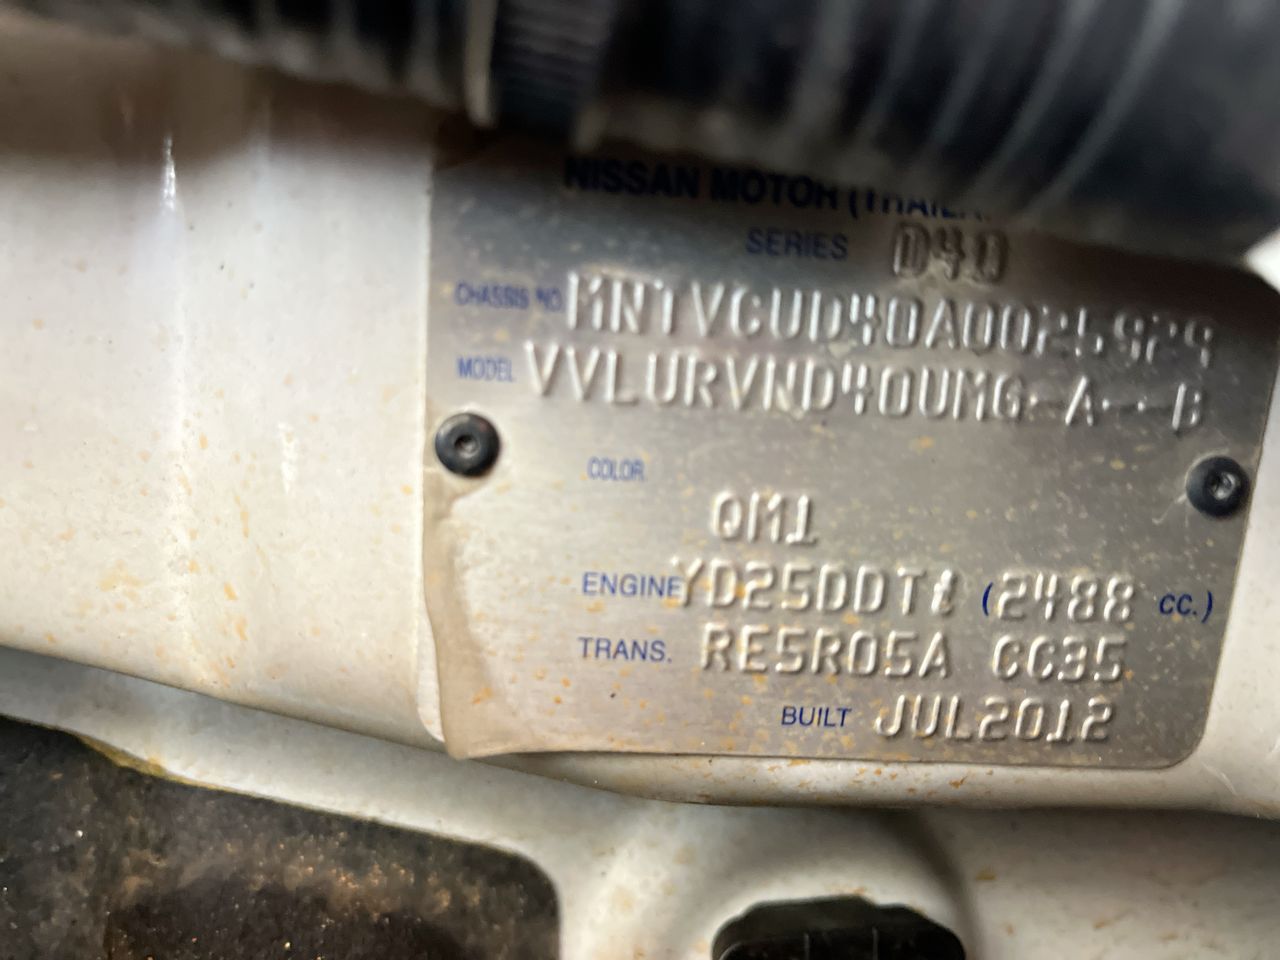 NISSAN MOTOR (THAILA
SERIES D40
CHASSIS NO. MNTVCUD40A0025929
MODEL VVLURVND40UMG-A--B
COLOR
QM1
ENGINE YD25DDTi (2488 cc.)
TRANS. RE5R05A CC35
BUILT JUL2012